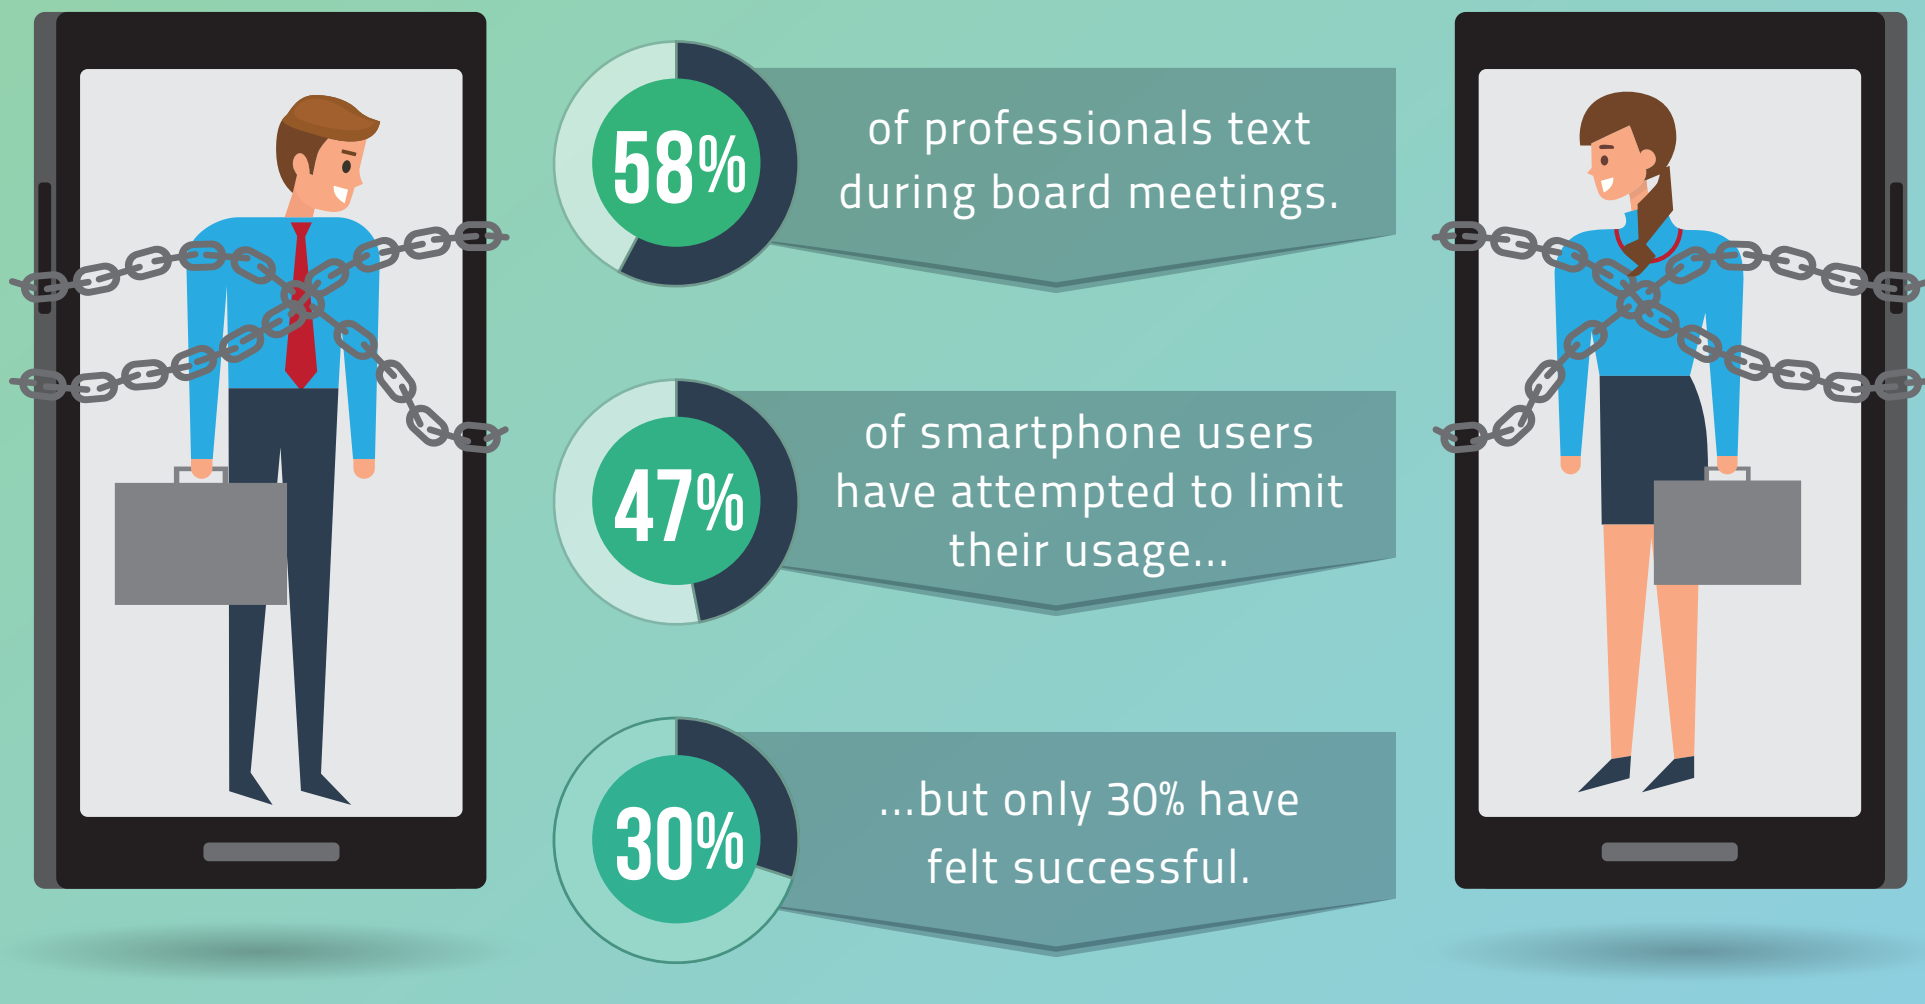 58%
of professionals text
during board meetings.
47%
of smartphone users
have attempted to limit
their usage...
30%
...but only 30% have
felt successful.